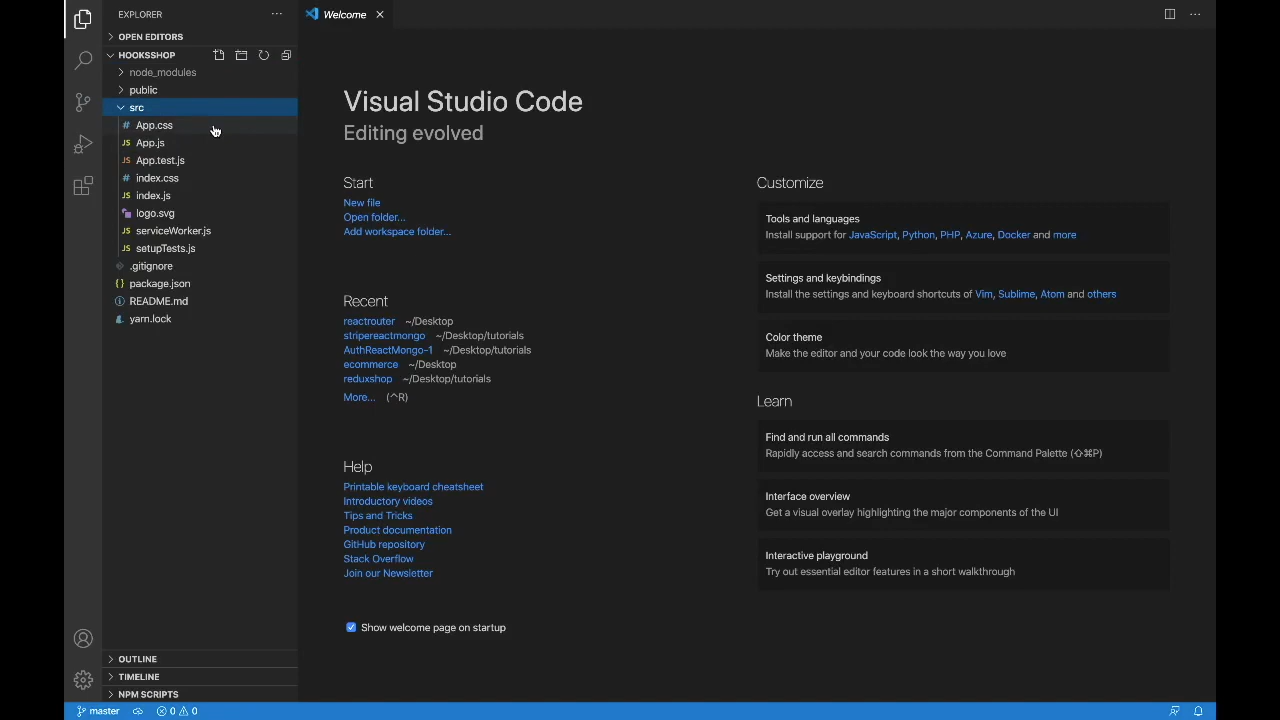 EXPLORER
Welcome
OPEN EDITORS
HOOKSSHOP
node_modules
public
src
# App.css
JS App.js
JS App.test.js
# index.css
JS index.js
logo.svg
JS serviceWorker.js
JS setupTests.js
.gitignore
{} package.json
README.md
yarn.lock
OUTLINE
TIMELINE
NPM SCRIPTS
Visual Studio Code
Editing evolved
Start
New file
Open folder...
Add workspace folder...
Recent
reactrouter ~/Desktop
stripereactmongo ~/Desktop/tutorials
AuthReactMongo-1 ~/Desktop/tutorials
ecommerce ~/Desktop
reduxshop ~/Desktop/tutorials
More... (^R)
Help
Printable keyboard cheatsheet
Introductory videos
Tips and Tricks
Product documentation
GitHub repository
Stack Overflow
Join our Newsletter
Show welcome page on startup
Customize
Tools and languages
Install support for JavaScript, Python, PHP, Azure, Docker and more
Settings and keybindings
Install the settings and keyboard shortcuts of Vim, Sublime, Atom and others
Color theme
Make the editor and your code look the way you love
Learn
Find and run all commands
Rapidly access and search commands from the Command Palette (⇧⌘P)
Interface overview
Get a visual overlay highlighting the major components of the UI
Interactive playground
Try out essential editor features in a short walkthrough
master 0 0